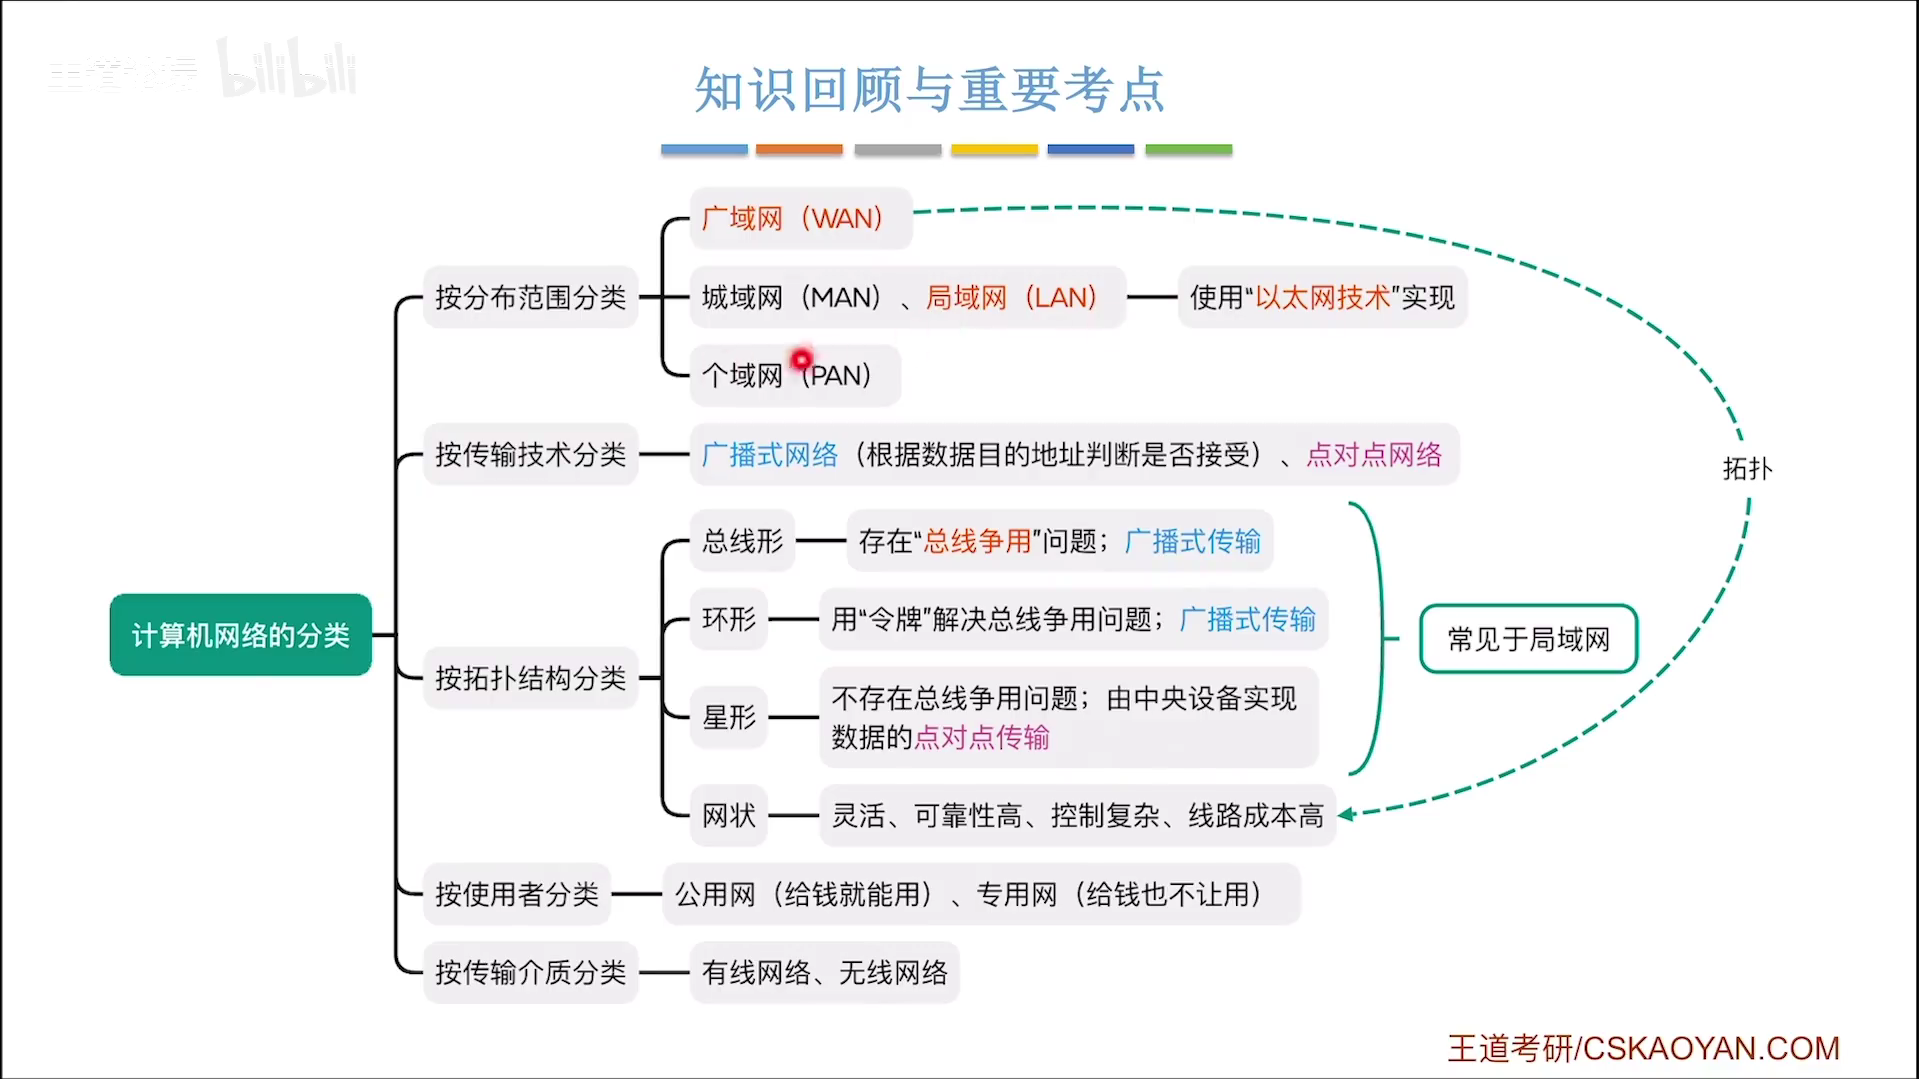 王道论坛 bilibili
知识回顾与重要考点
广域网（WAN）
按分布范围分类
城域网（MAN）、局域网（LAN）
使用“以太网技术”实现
个域网（PAN）
按传输技术分类
广播式网络（根据数据目的地址判断是否接受）、点对点网络
拓扑
总线形
存在“总线争用”问题；广播式传输
环形
用“令牌”解决总线争用问题；广播式传输
计算机网络的分类
常见于局域网
按拓扑结构分类
星形
不存在总线争用问题；由中央设备实现
数据的点对点传输
网状
灵活、可靠性高、控制复杂、线路成本高
按使用者分类
公用网（给钱就能用）、专用网（给钱也不让用）
按传输介质分类
有线网络、无线网络
王道考研/CSKAOYAN.COM